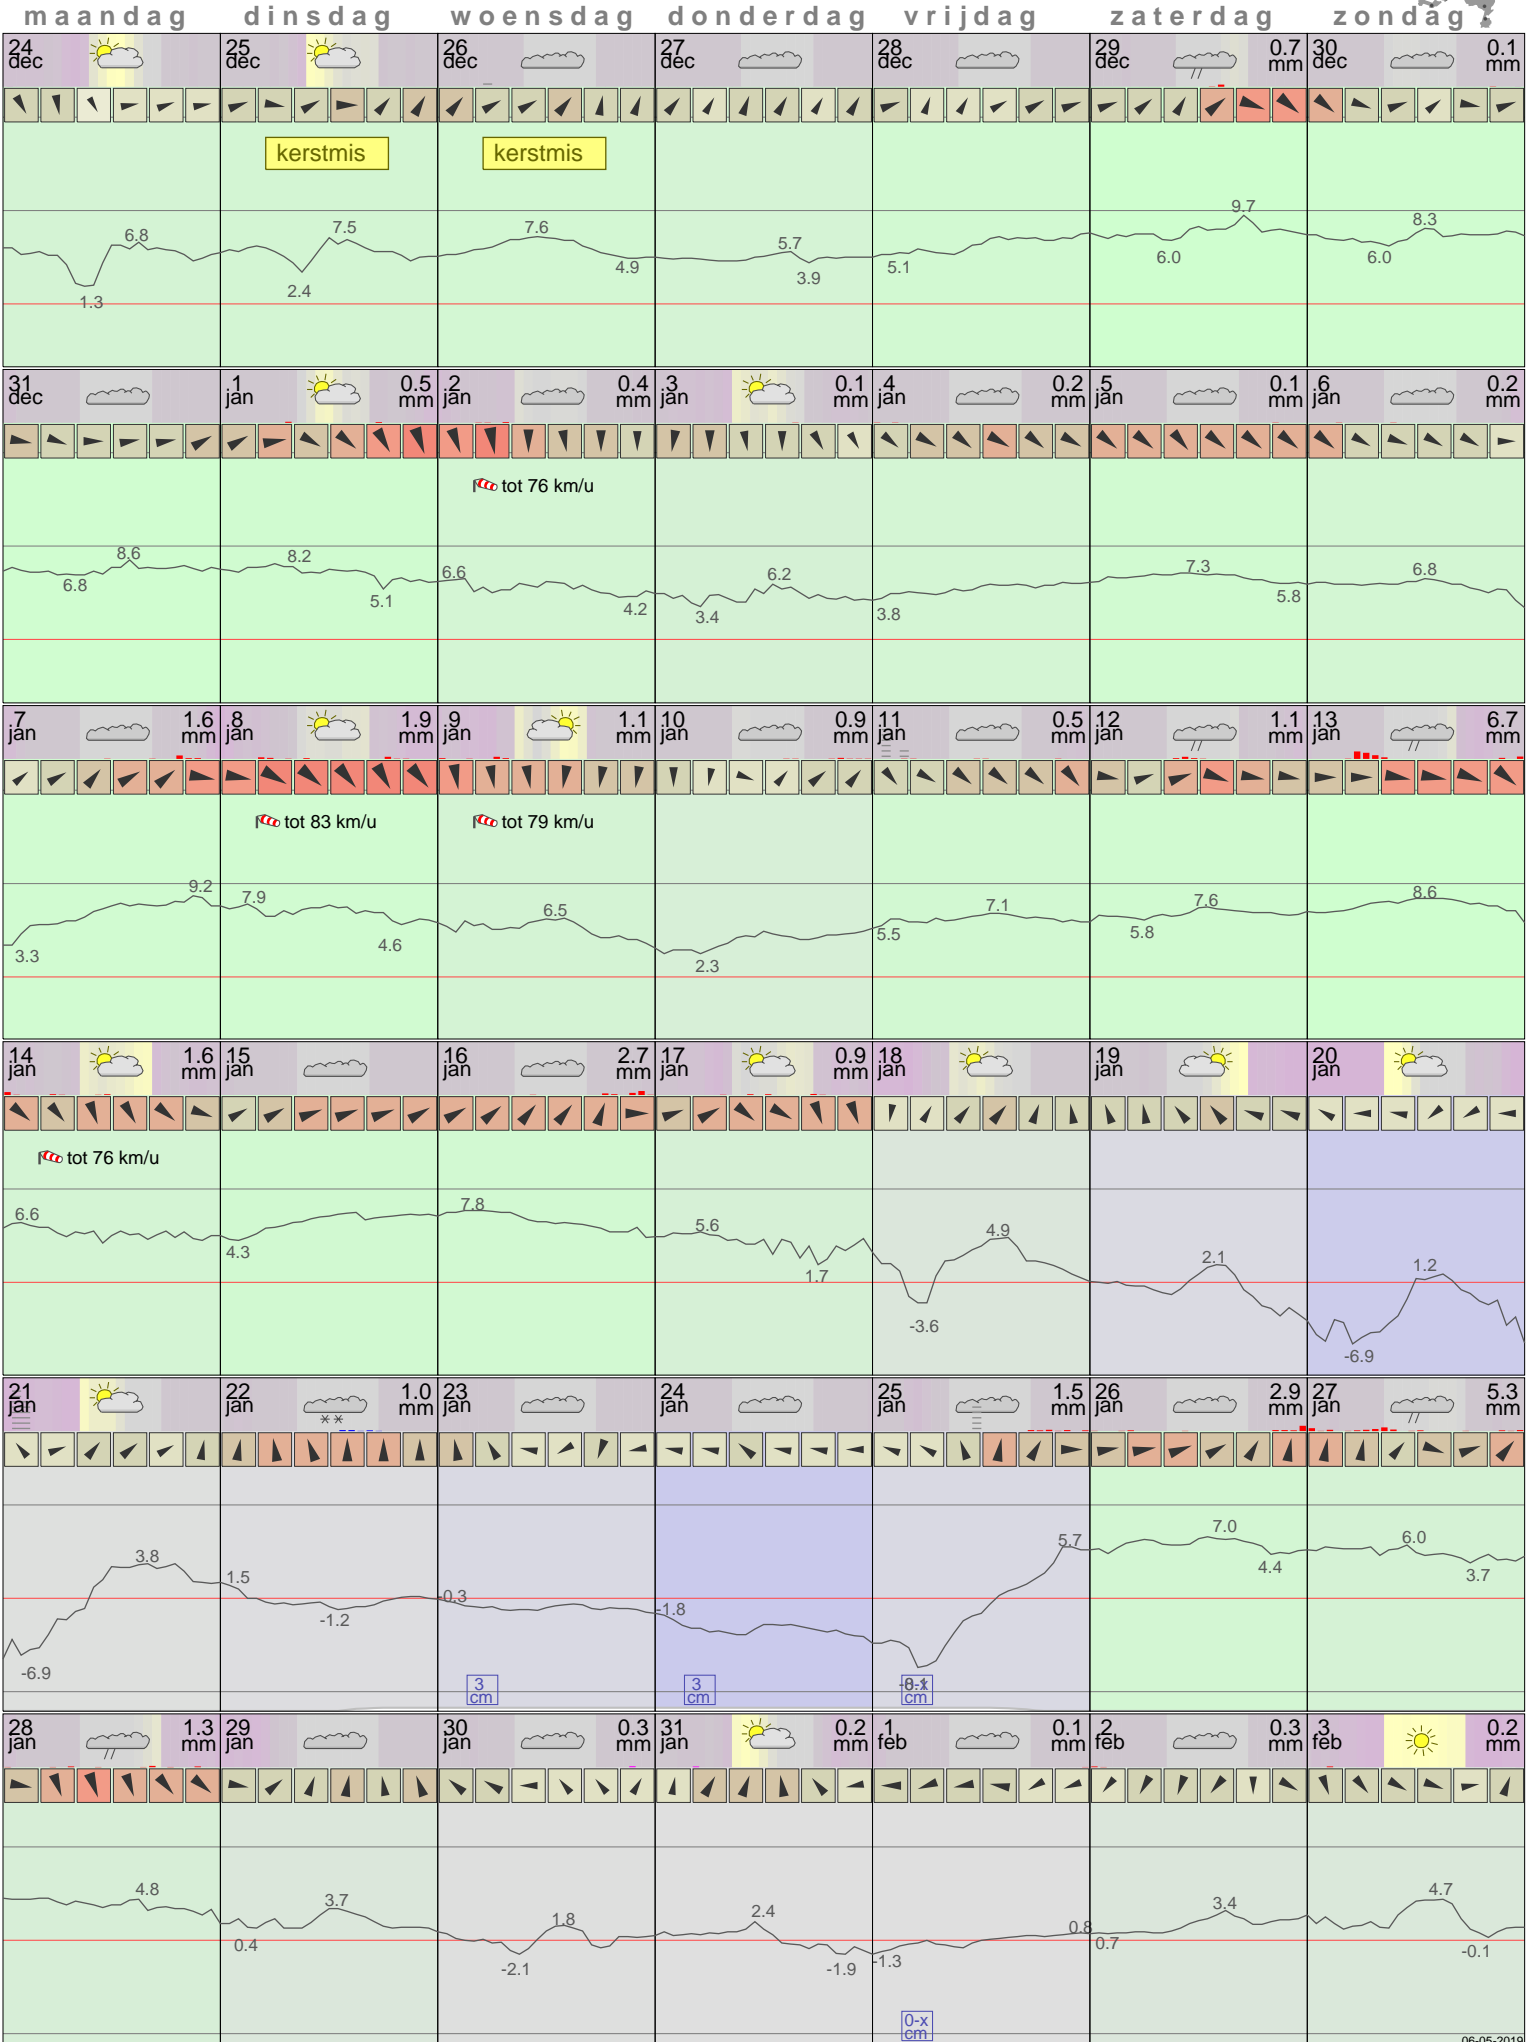 maandag dinsdag woensdag donderdag vrijdag zaterdag zondag
24 dec
25 dec
26 dec
27 dec
28 dec
29 dec 0.7 mm
30 dec 0.1 mm
kerstmis
kerstmis
6.8
1.3
7.5
2.4
7.6
4.9
5.7
3.9
5.1
9.7
6.0
8.3
6.0
31 dec
1 jan 0.5 mm
2 jan 0.4 mm
3 jan 0.1 mm
4 jan 0.2 mm
5 jan 0.1 mm
6 jan 0.2 mm
tot 76 km/u
8.6
6.8
8.2
5.1
6.6
4.2
6.2
3.4
3.8
7.3
5.8
6.8
7 jan 1.6 mm
8 jan 1.9 mm
9 jan 1.1 mm
10 jan 0.9 mm
11 jan 0.5 mm
12 jan 1.1 mm
13 jan 6.7 mm
tot 83 km/u
tot 79 km/u
9.2
3.3
7.9
4.6
6.5
2.3
7.1
5.5
7.6
5.8
8.6
14 jan 1.6 mm
15 jan
16 jan 2.7 mm
17 jan 0.9 mm
18 jan
19 jan
20 jan
tot 76 km/u
6.6
4.3
7.8
5.6
1.7
4.9
-3.6
2.1
1.2
-6.9
21 jan
22 jan 1.0 mm
23 jan
24 jan
25 jan 1.5 mm
26 jan 2.9 mm
27 jan 5.3 mm
3.8
-6.9
1.5
-1.2
-0.3
3 cm
-1.8
3 cm
5.7
cm
7.0
4.4
6.0
3.7
28 jan 1.3 mm
29 jan
30 jan 0.3 mm
31 jan 0.2 mm
1 feb 0.1 mm
2 feb 0.3 mm
3 feb 0.2 mm
4.8
3.7
0.4
1.8
-2.1
2.4
-1.9
0.8
-1.3
0-x cm
3.4
0.7
4.7
-0.1
06-05-2019